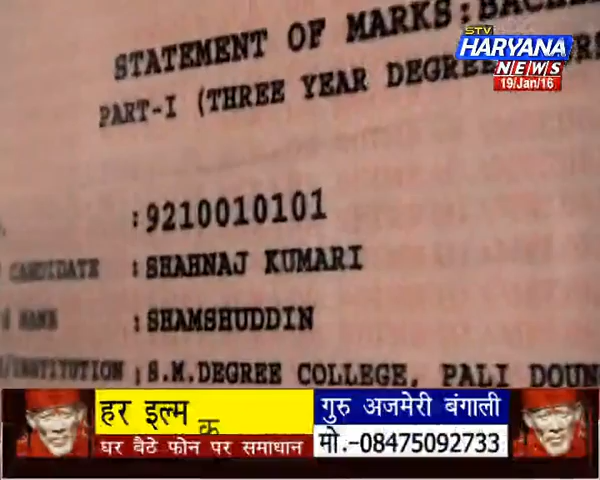 STATEMENT OF MARKS:
PART-I (THREE YEAR DEGREE
STV
HARYANA
NEWS
19/Jan/16
:9210010101
CANDIDATE :SHAHNAJ KUMARI
NAME :SHAMSHUDDIN
/INSTITUTION :S.M.DEGREE COLLEGE, PALI DOUN
हर इल्म क
घर बैठे फोन पर समाधान
गुरु अजमेरी बंगाली
मो.-08475092733